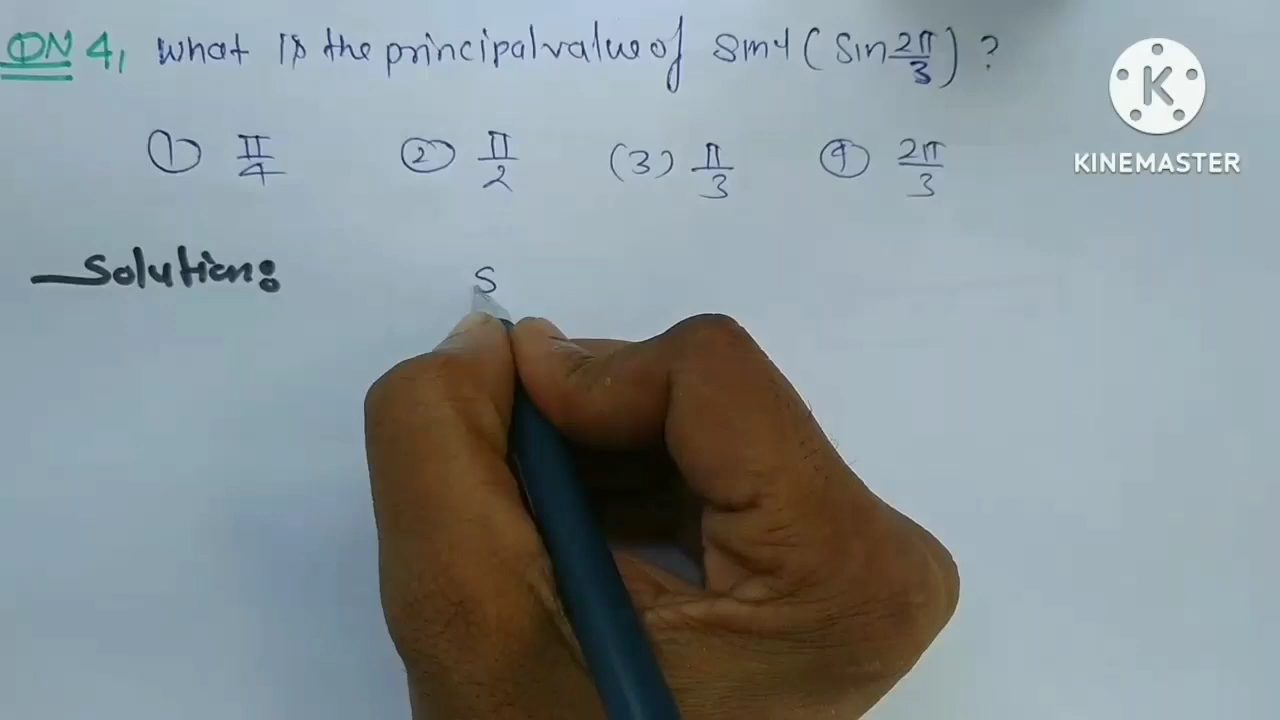 QN 4, What is the principal value of Sin⁻¹ ( Sin 2π/3 ) ?
K
KINEMASTER
① π/4 ② π/2 (3) π/3 ④ 2π/3
Solution:
S